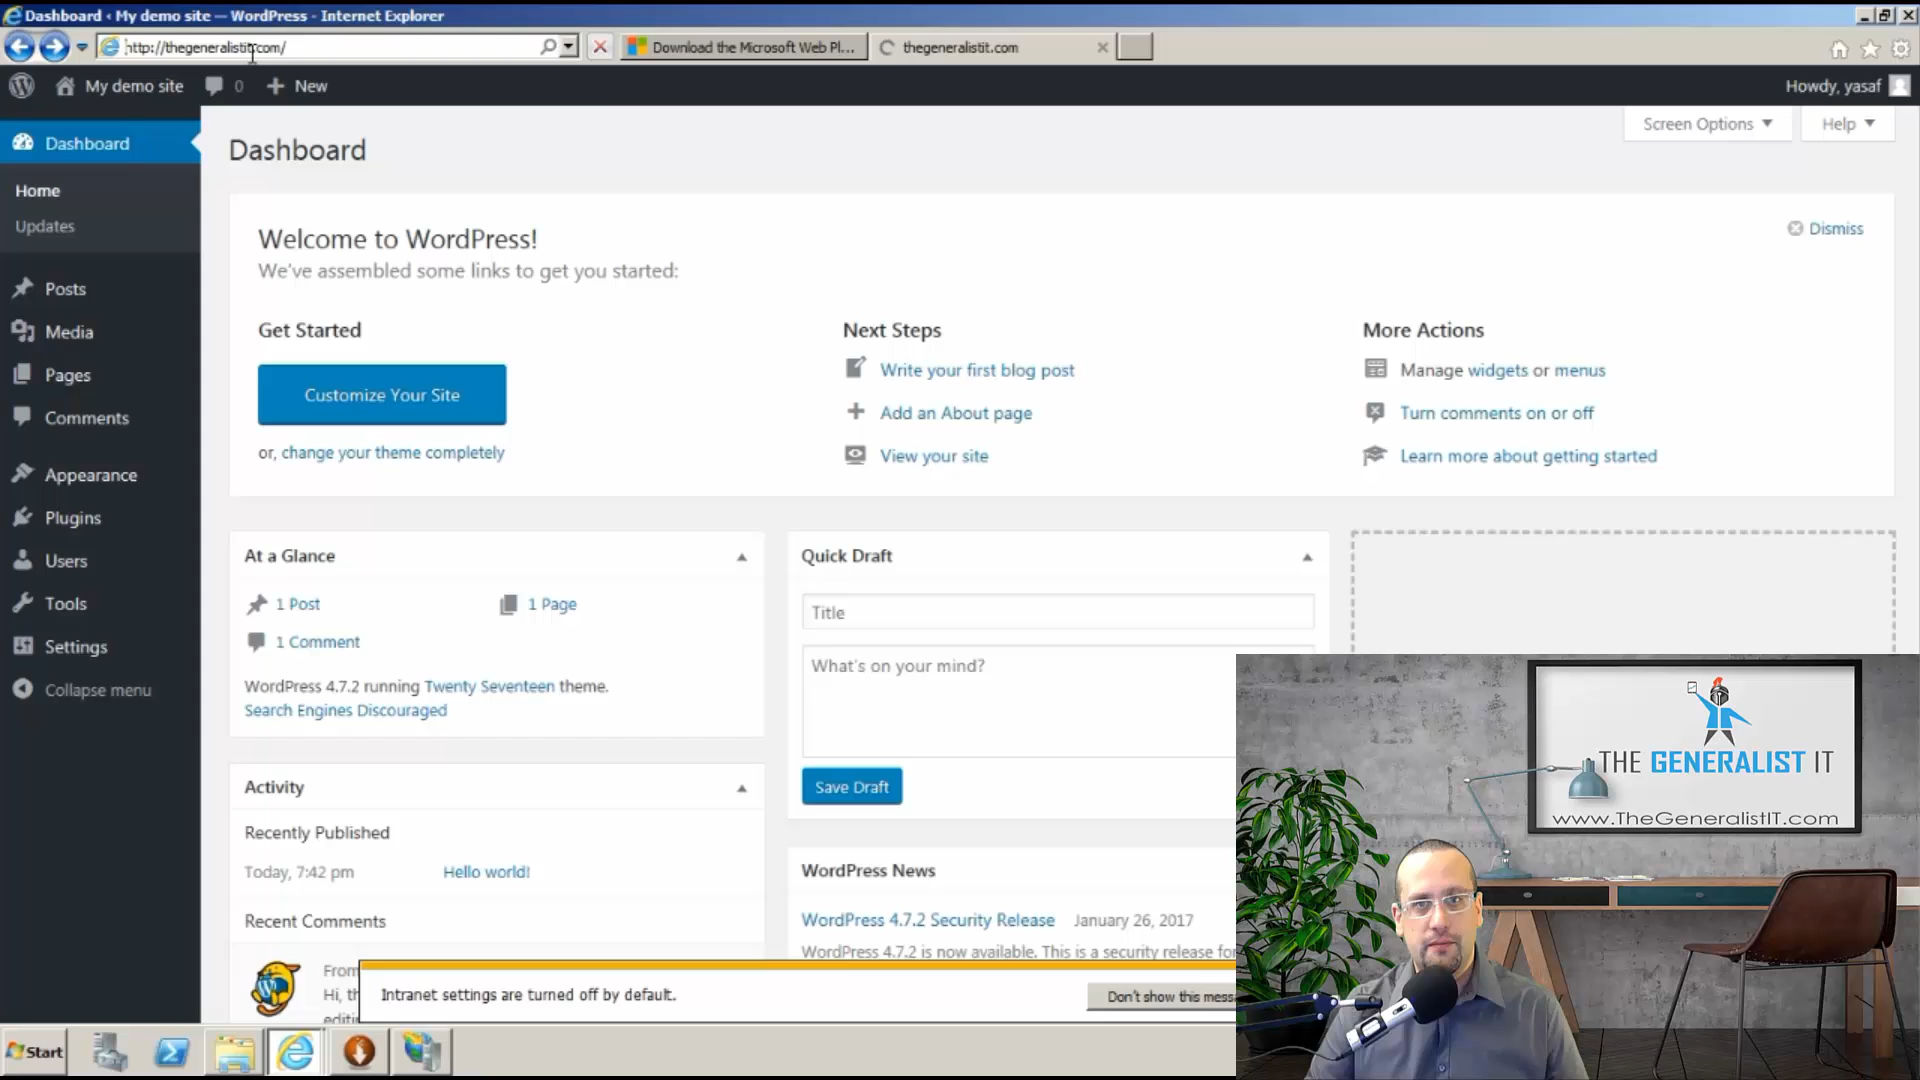 Dashboard ‹ My demo site — WordPress - Internet Explorer
http://thegeneralistit.com/
Download the Microsoft Web Pl...
thegeneralistit.com
My demo site
0
New
Howdy, yasaf
Dashboard
Home
Updates
Posts
Media
Pages
Comments
Appearance
Plugins
Users
Tools
Settings
Collapse menu
Screen Options
Help
Dashboard
Welcome to WordPress!
We've assembled some links to get you started:
Dismiss
Get Started
Customize Your Site
or, change your theme completely
Next Steps
Write your first blog post
Add an About page
View your site
More Actions
Manage widgets or menus
Turn comments on or off
Learn more about getting started
At a Glance
1 Post
1 Page
1 Comment
WordPress 4.7.2 running Twenty Seventeen theme.
Search Engines Discouraged
Activity
Recently Published
Today, 7:42 pm
Hello world!
Recent Comments
From
Hi, th
Quick Draft
Title
What's on your mind?
Save Draft
WordPress News
WordPress 4.7.2 Security Release
January 26, 2017
WordPress 4.7.2 is now available. This is a security release for
Intranet settings are turned off by default.
Don't show this mess
THE GENERALIST IT
www.TheGeneralistIT.com
Start